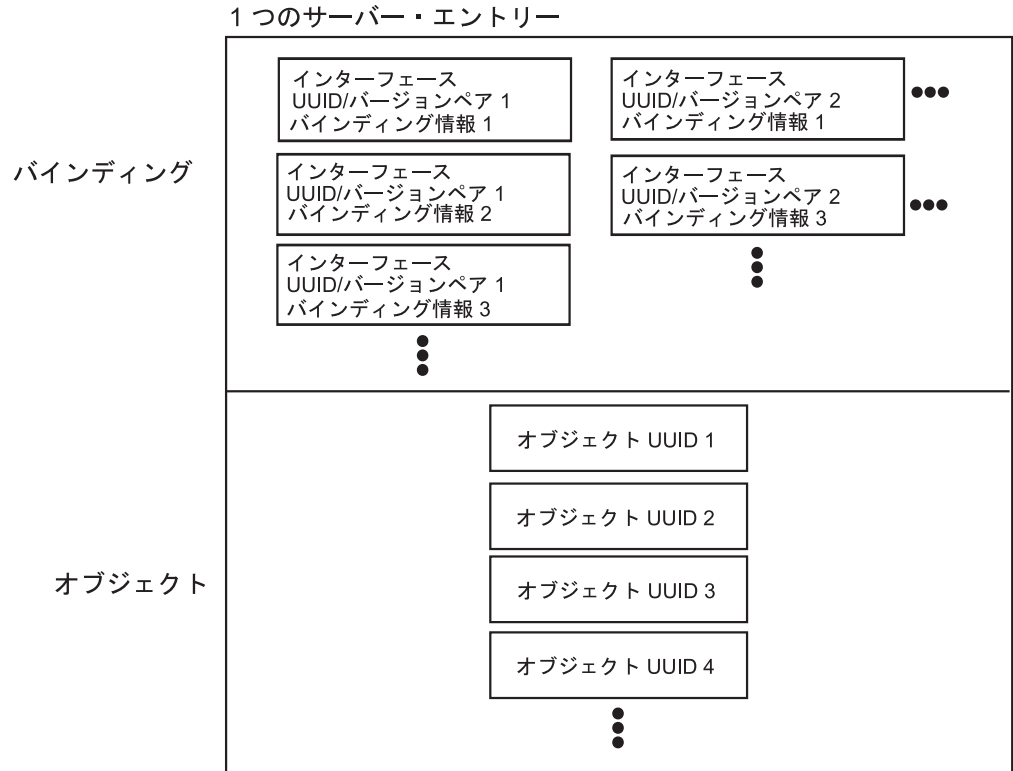 1 つのサーバー・エントリー
バインディング
インターフェース
UUID/バージョンペア 1
バインディング情報 1
インターフェース
UUID/バージョンペア 2
バインディング情報 1
●●●
インターフェース
UUID/バージョンペア 1
バインディング情報 2
インターフェース
UUID/バージョンペア 2
バインディング情報 3
●●●
インターフェース
UUID/バージョンペア 1
バインディング情報 3
オブジェクト
オブジェクト UUID 1
オブジェクト UUID 2
オブジェクト UUID 3
オブジェクト UUID 4